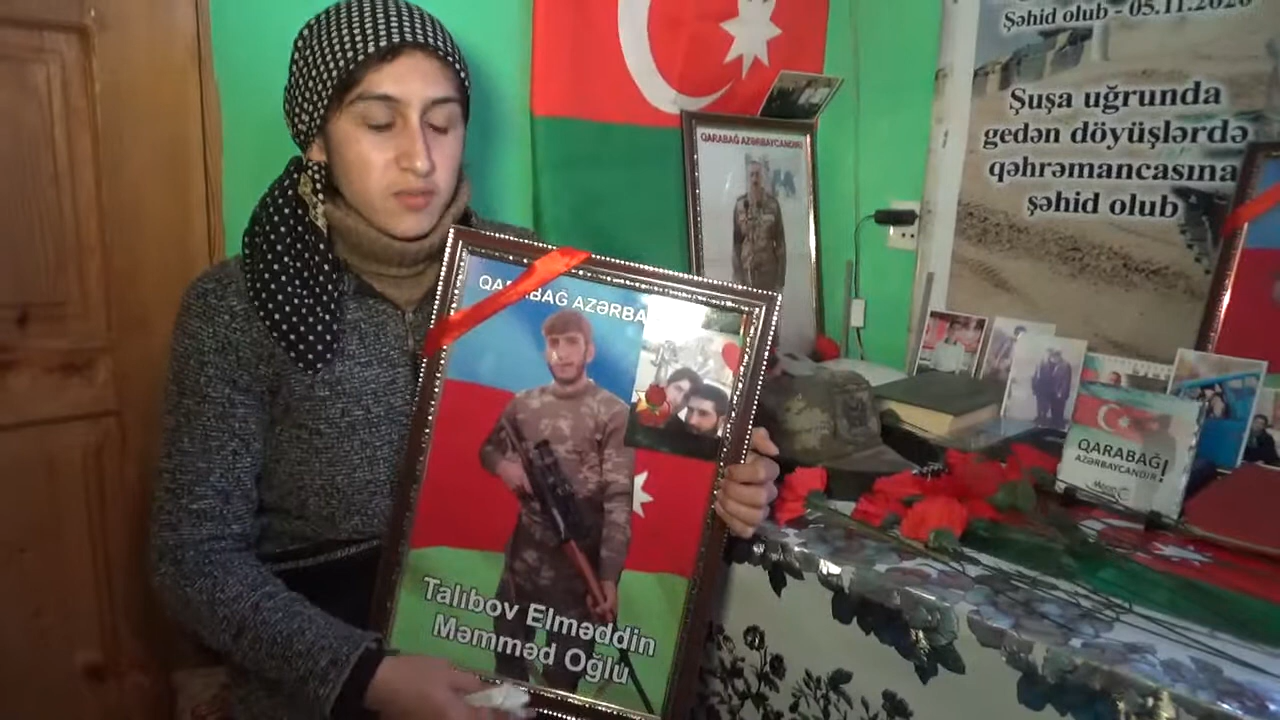 Şəhid olub - 05.11.2020
Şuşa uğrunda
gedən döyüşlərdə
qəhrəmancasına
şəhid olub
QARABAĞ AZƏRBAYCANDIR!
QARABAĞ AZƏRBA
Talıbov Elməddin
Məmməd Oğlu
QARABAĞ
AZƏRBAYCANDIR!